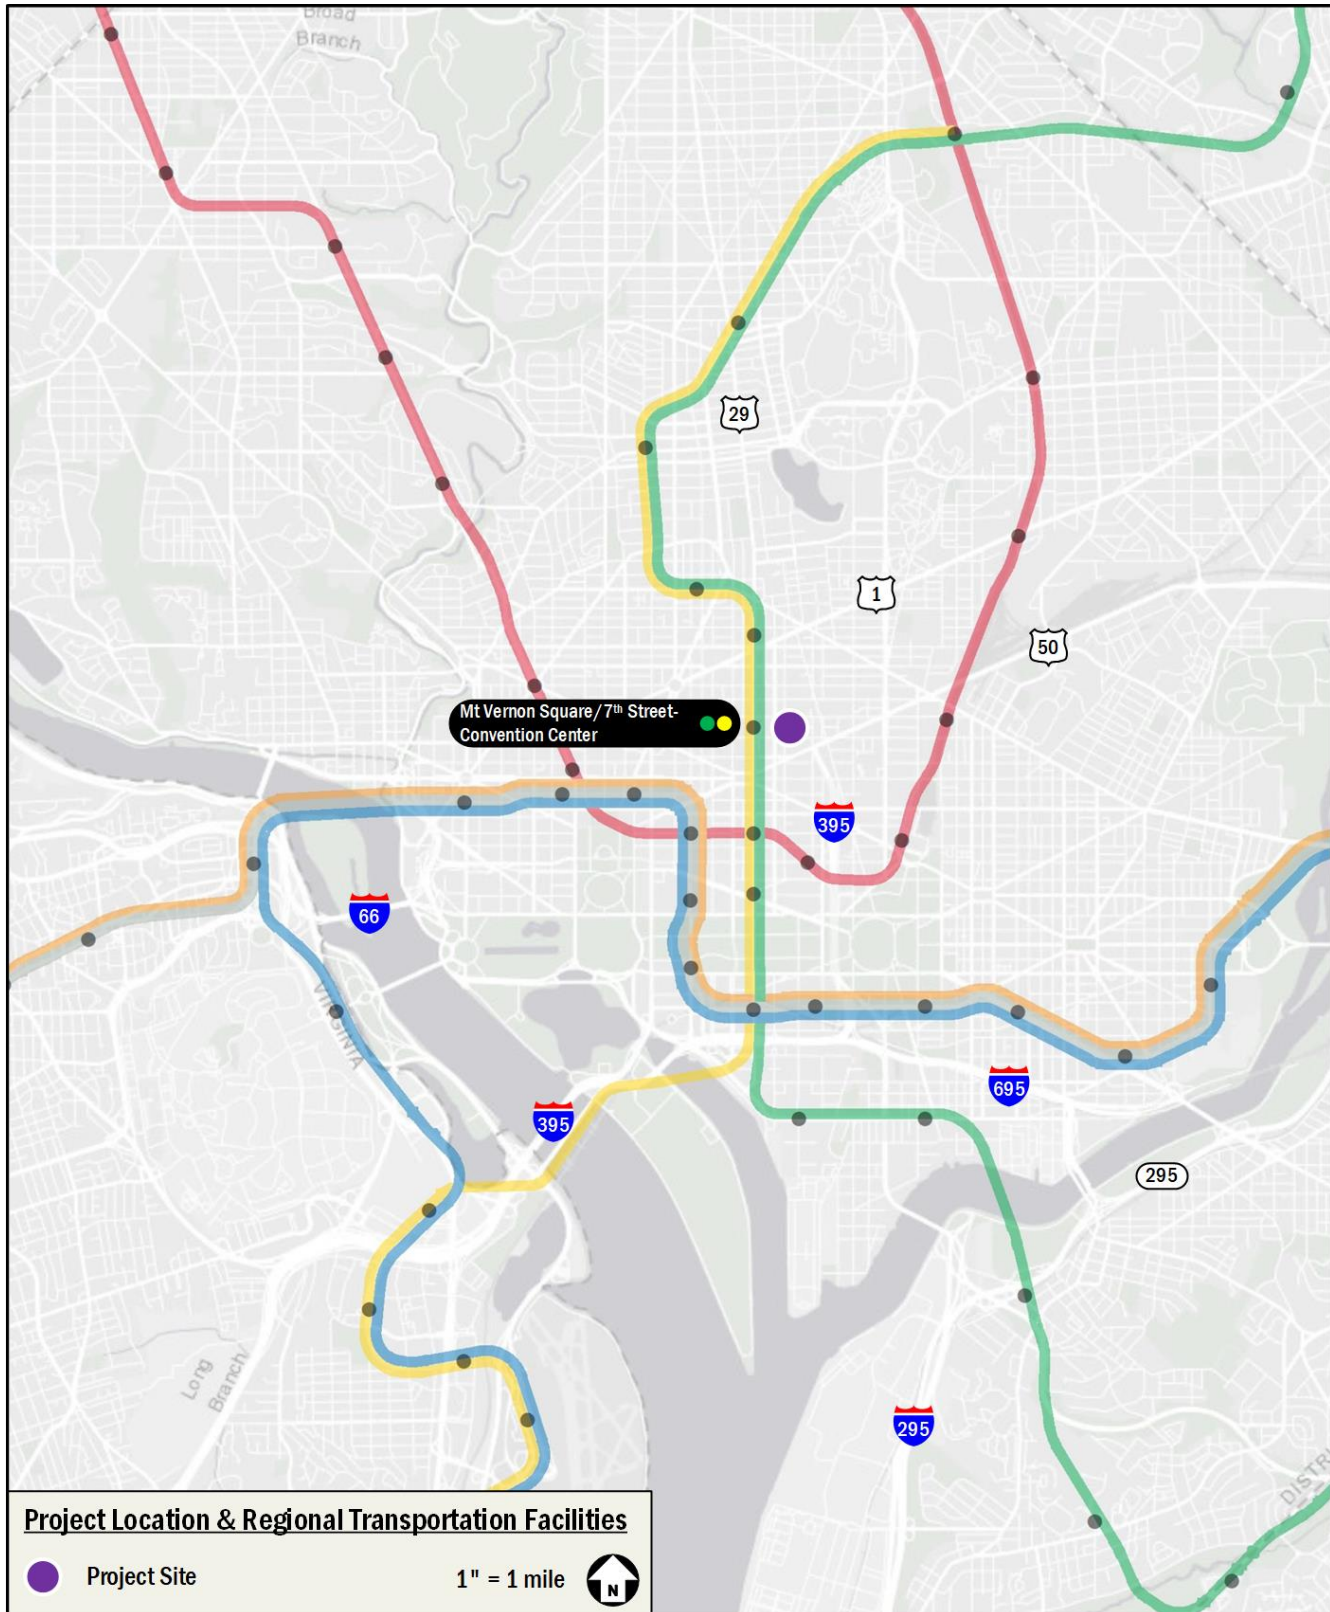 Broad
Branch
29
1
50
Mt Vernon Square/7th Street-
Convention Center
395
66
VIRGINIA
395
695
295
Long
Branch
295
DISTRI
Project Location & Regional Transportation Facilities
Project Site
1" = 1 mile
N